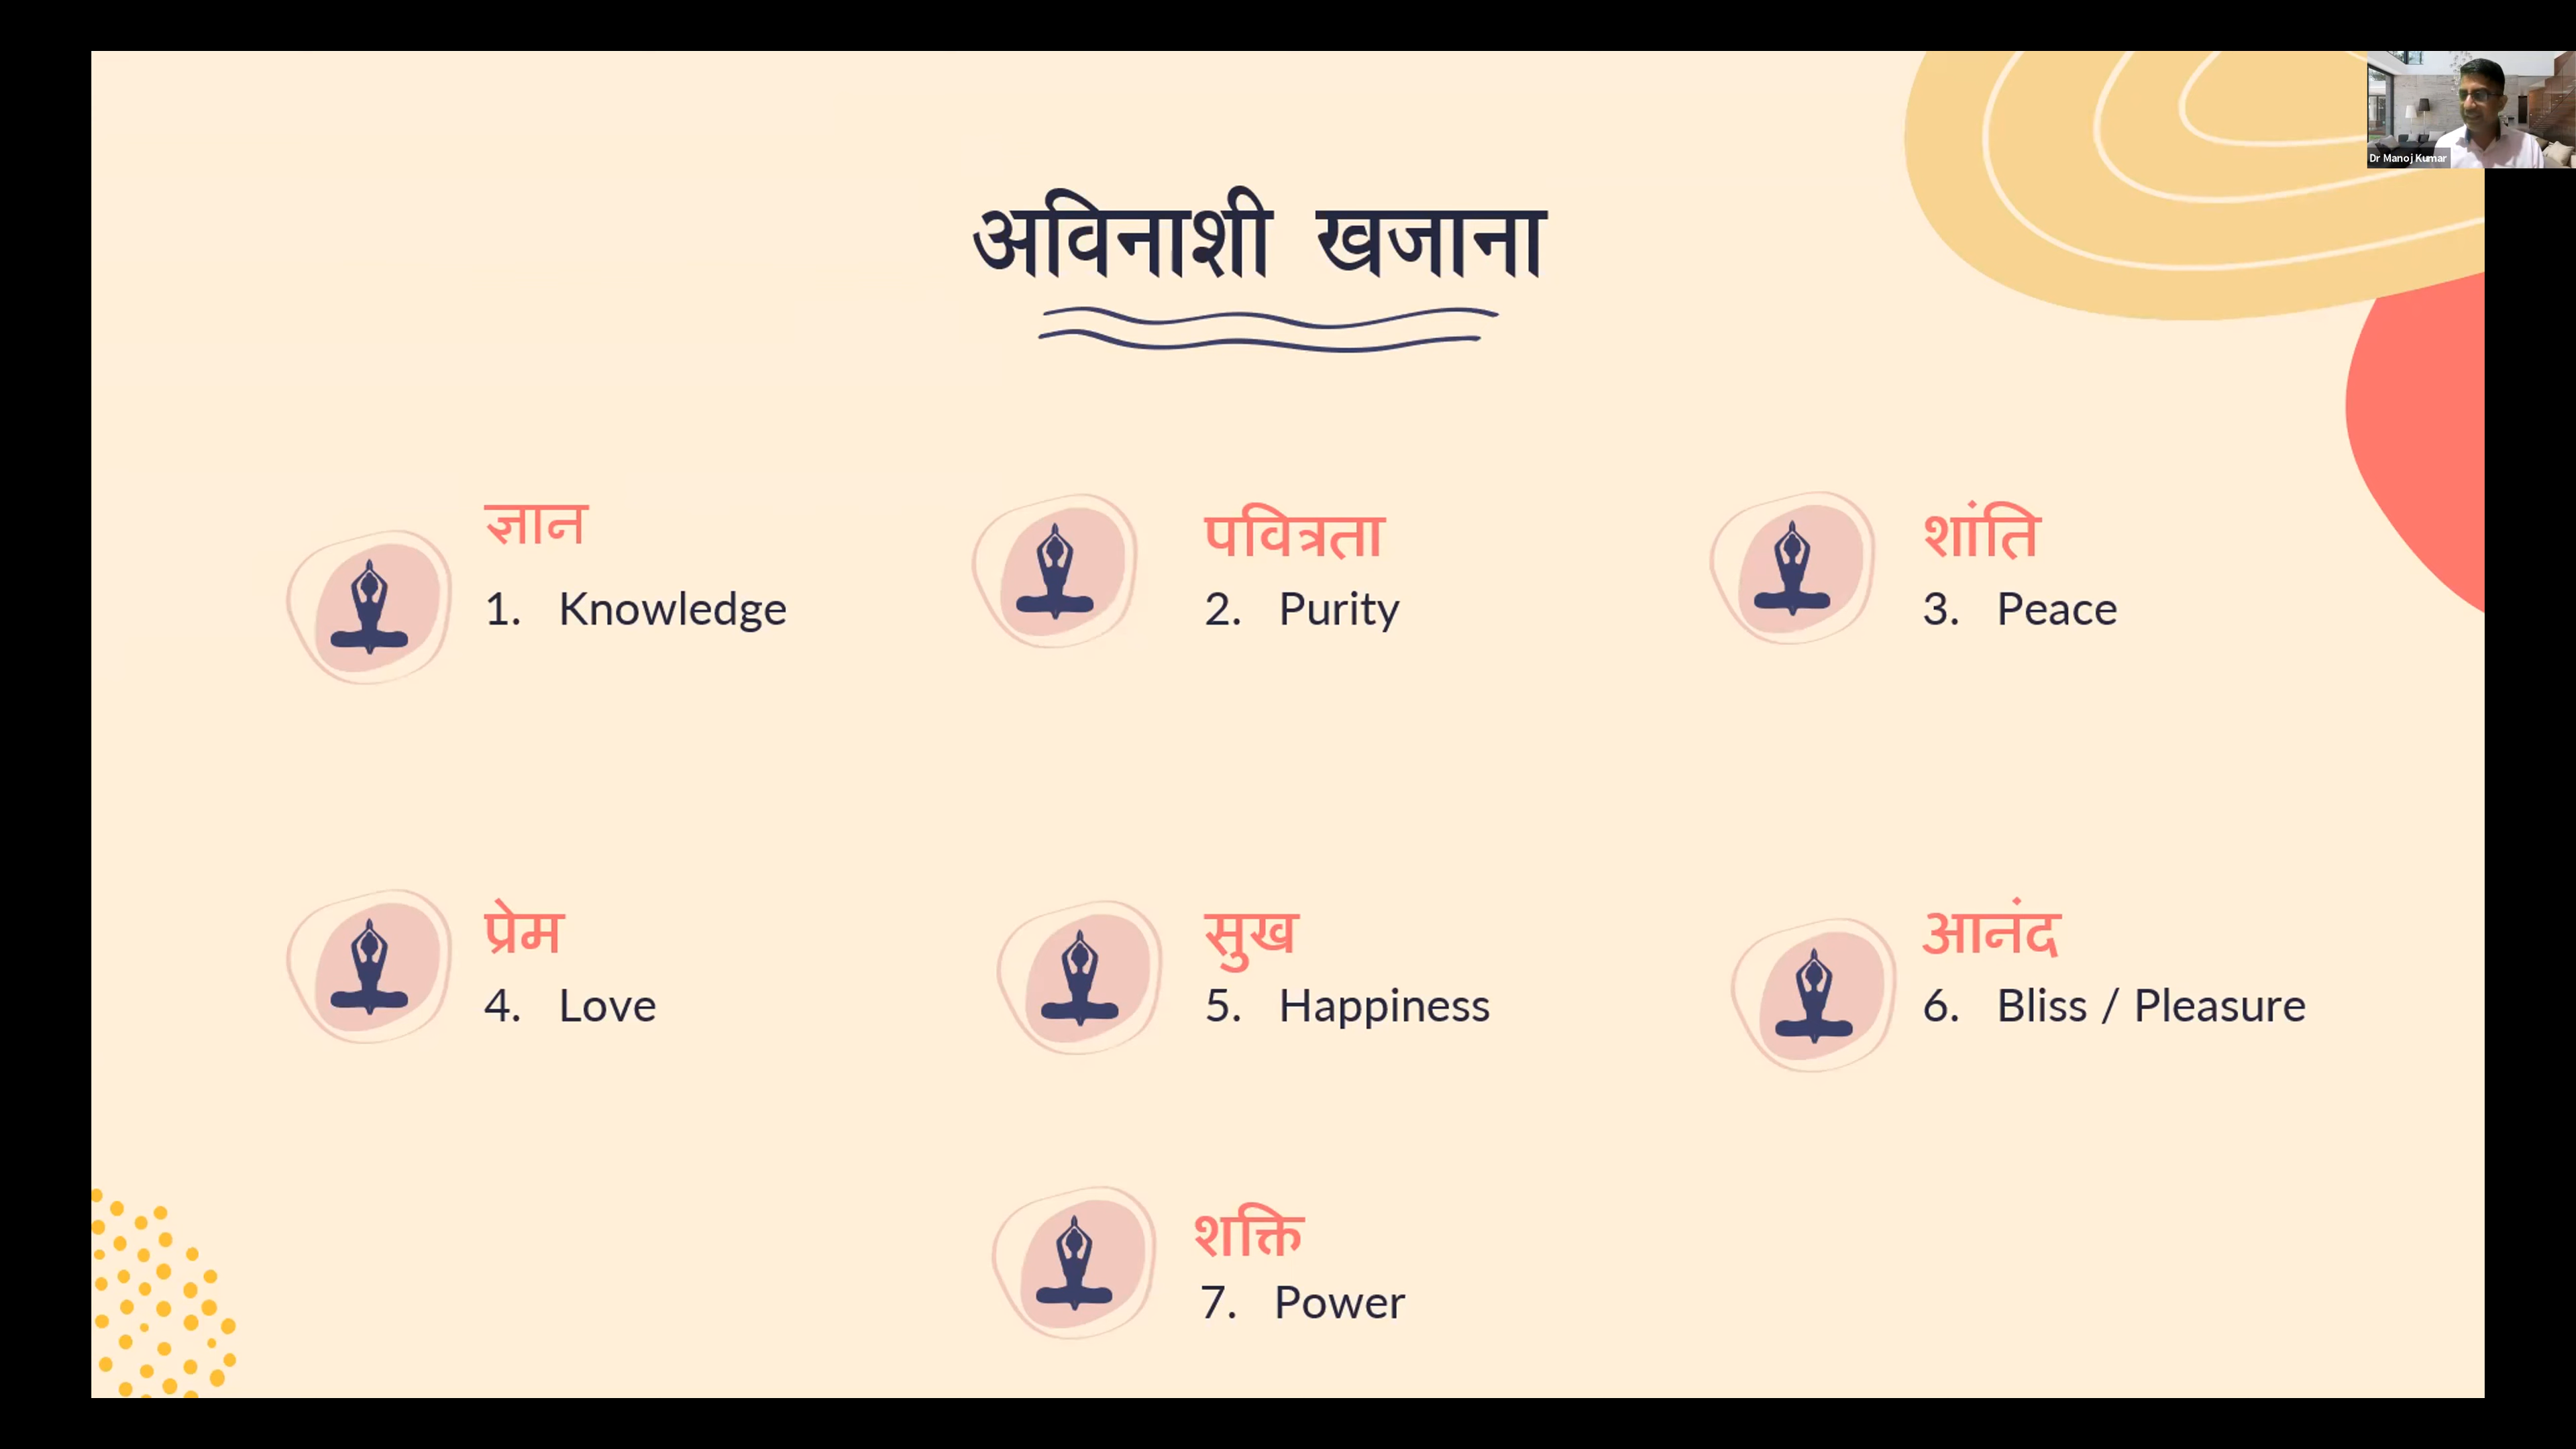 Dr Manoj Kumar
अविनाशी खजाना
ज्ञान
1. Knowledge
पवित्रता
2. Purity
शांति
3. Peace
प्रेम
4. Love
सुख
5. Happiness
आनंद
6. Bliss / Pleasure
शक्ति
7. Power